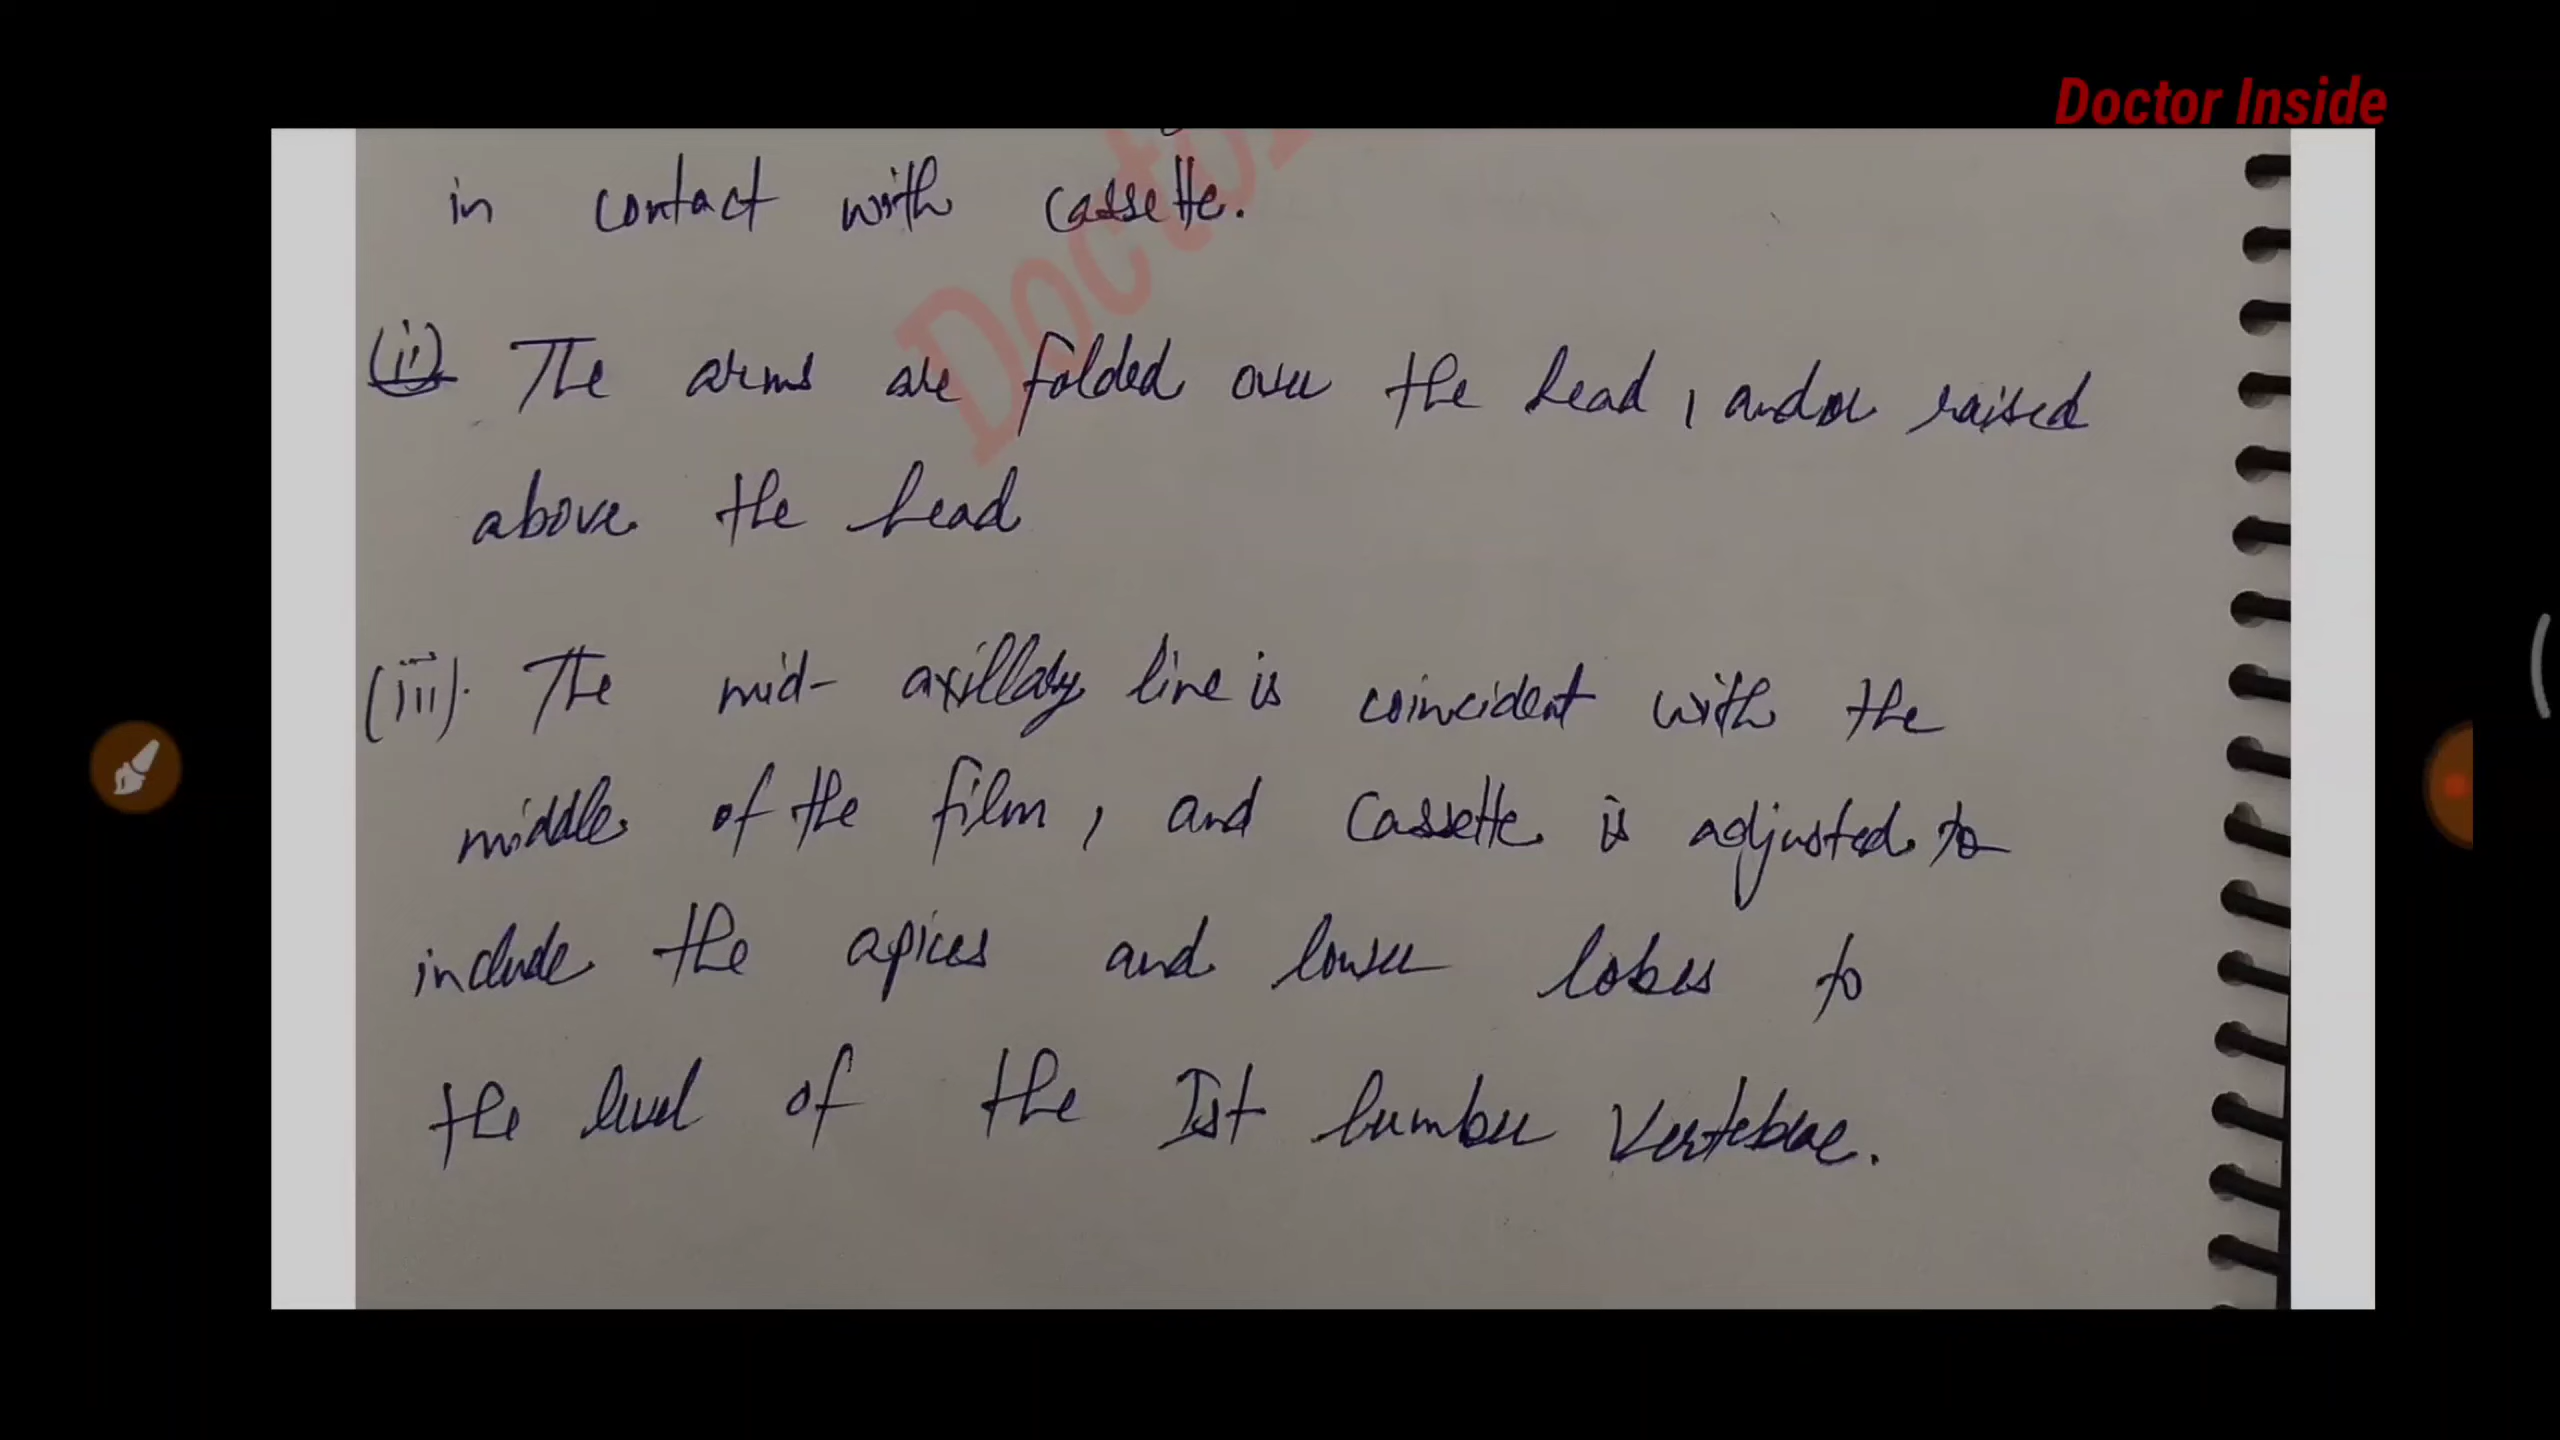 Doctor Inside
Doctor
in contact with cassette.
(ii) The arms are folded over the head, and or raised
above the head
(iii). The mid- axillary line is coincident with the
middle of the film, and Cassette is adjusted to
include the apices and lower lobes to
the level of the Ist lumber Vertebrae.